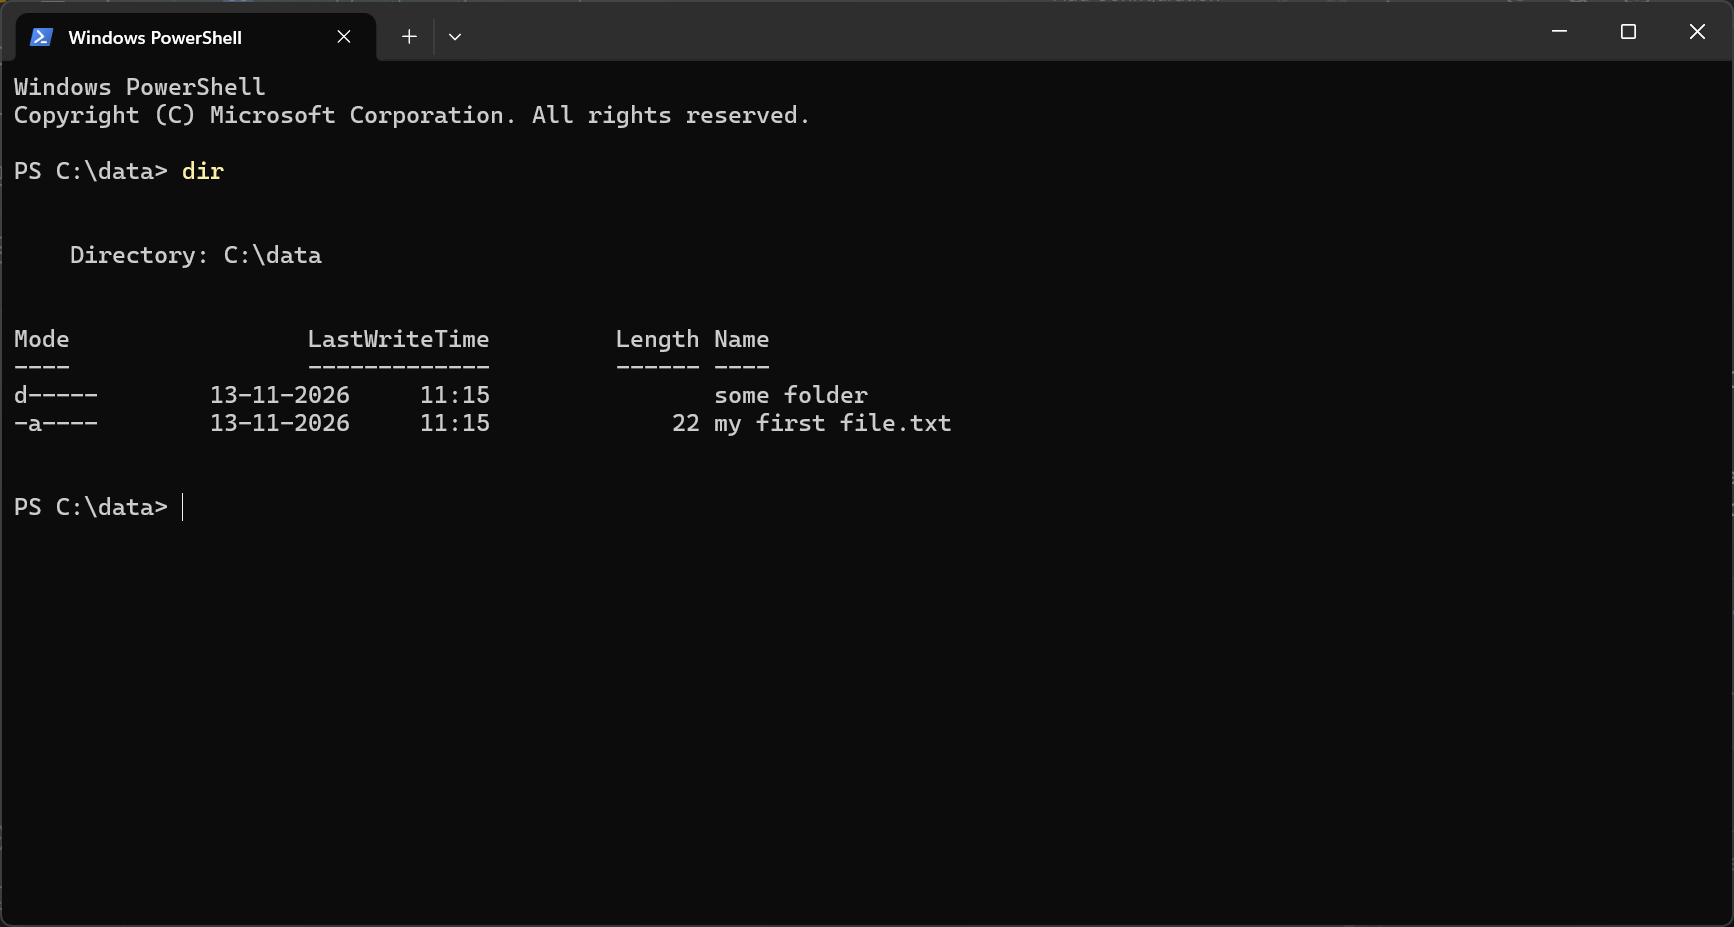 Windows PowerShell
Windows PowerShell
Copyright (C) Microsoft Corporation. All rights reserved.
PS C:\data> dir
Directory: C:\data
Mode                 LastWriteTime         Length Name
----                 -------------         ------ ----
d-----        13-11-2026     11:15                some folder
-a----        13-11-2026     11:15             22 my first file.txt
PS C:\data>